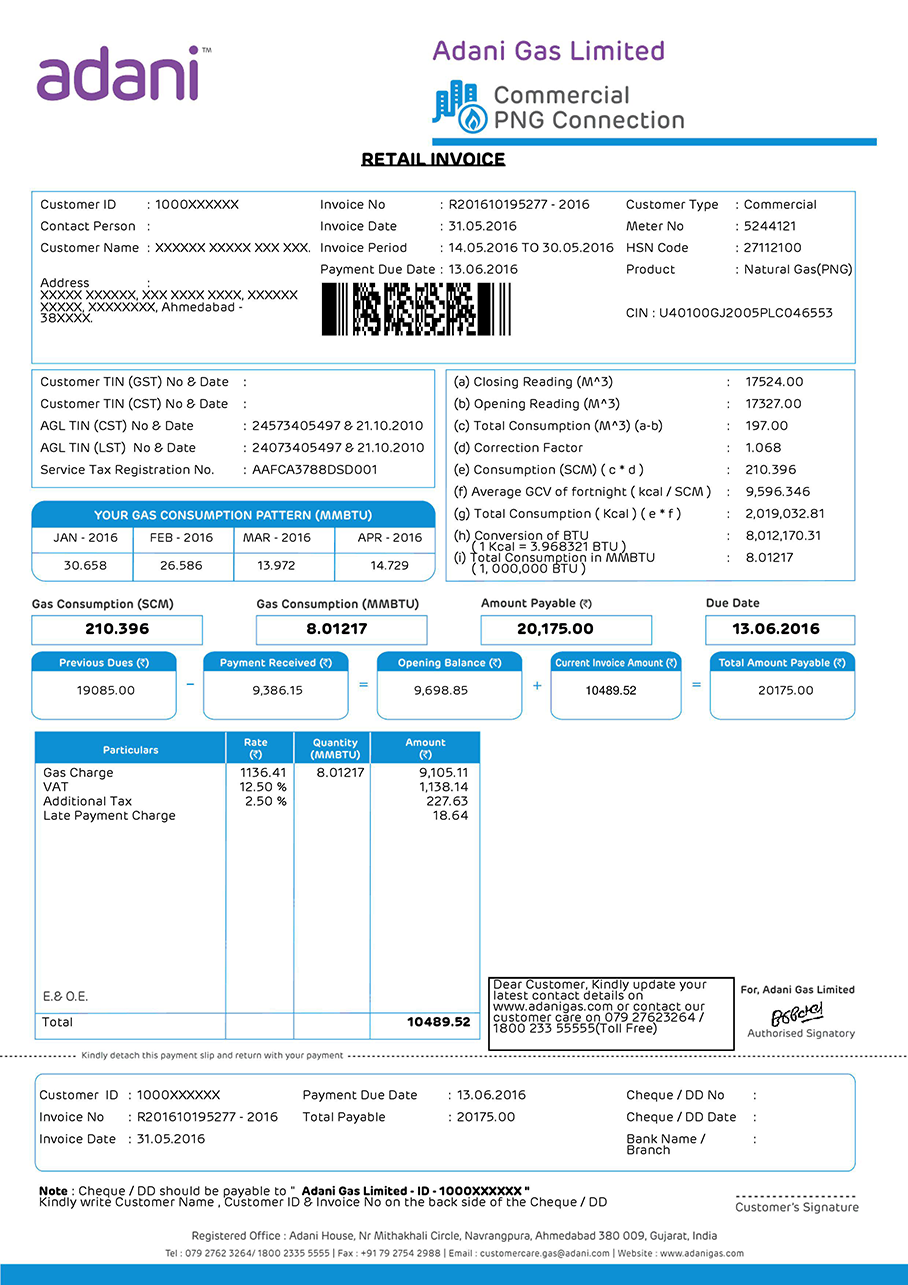 adani™
Adani Gas Limited
Commercial
PNG Connection
RETAIL INVOICE
Customer ID : 1000XXXXXX
Contact Person :
Customer Name : XXXXXX XXXXX XXX XXX.
Address :
XXXXX XXXXXX, XXX XXXX XXXX, XXXXXX
XXXXX, XXXXXXXX, Ahmedabad -
38XXXX.
Invoice No : R201610195277 - 2016
Invoice Date : 31.05.2016
Invoice Period : 14.05.2016 TO 30.05.2016
Payment Due Date : 13.06.2016
Customer Type : Commercial
Meter No : 5244121
HSN Code : 27112100
Product : Natural Gas(PNG)
CIN : U40100GJ2005PLC046553
Customer TIN (GST) No & Date :
Customer TIN (CST) No & Date :
AGL TIN (CST) No & Date : 24573405497 & 21.10.2010
AGL TIN (LST) No & Date : 24073405497 & 21.10.2010
Service Tax Registration No. : AAFCA3788DSD001
(a) Closing Reading (M^3) : 17524.00
(b) Opening Reading (M^3) : 17327.00
(c) Total Consumption (M^3) (a-b) : 197.00
(d) Correction Factor : 1.068
(e) Consumption (SCM) ( c * d ) : 210.396
(f) Average GCV of fortnight ( kcal / SCM ) : 9,596.346
(g) Total Consumption ( Kcal ) ( e * f ) : 2,019,032.81
(h) Conversion of BTU : 8,012,170.31
( 1 Kcal = 3.968321 BTU )
(i) Total Consumption in MMBTU : 8.01217
( 1, 000,000 BTU )
YOUR GAS CONSUMPTION PATTERN (MMBTU)
JAN - 2016 FEB - 2016 MAR - 2016 APR - 2016
30.658 26.586 13.972 14.729
Gas Consumption (SCM) Gas Consumption (MMBTU) Amount Payable (₹) Due Date
210.396 8.01217 20,175.00 13.06.2016
Previous Dues (₹) Payment Received (₹) Opening Balance (₹) Current Invoice Amount (₹) Total Amount Payable (₹)
19085.00 – 9,386.15 = 9,698.85 + 10489.52 = 20175.00
Particulars Rate (₹) Quantity (MMBTU) Amount (₹)
Gas Charge 1136.41 8.01217 9,105.11
VAT 12.50 % 1,138.14
Additional Tax 2.50 % 227.63
Late Payment Charge 18.64
E.& O.E.
Total 10489.52
Dear Customer, Kindly update your
latest contact details on
www.adanigas.com or contact our
customer care on 079 27623264 /
1800 233 55555(Toll Free)
For, Adani Gas Limited
Authorised Signatory
Kindly detach this payment slip and return with your payment
Customer ID : 1000XXXXXX
Invoice No : R201610195277 - 2016
Invoice Date : 31.05.2016
Payment Due Date : 13.06.2016
Total Payable : 20175.00
Cheque / DD No :
Cheque / DD Date :
Bank Name / :
Branch
Note : Cheque / DD should be payable to " Adani Gas Limited - ID - 1000XXXXXX "
Kindly write Customer Name , Customer ID & Invoice No on the back side of the Cheque / DD
Customer's Signature
Registered Office : Adani House, Nr Mithakhali Circle, Navrangpura, Ahmedabad 380 009, Gujarat, India
Tel : 079 2762 3264/ 1800 2335 5555 | Fax : +91 79 2754 2988 | Email : customercare.gas@adani.com | Website : www.adanigas.com